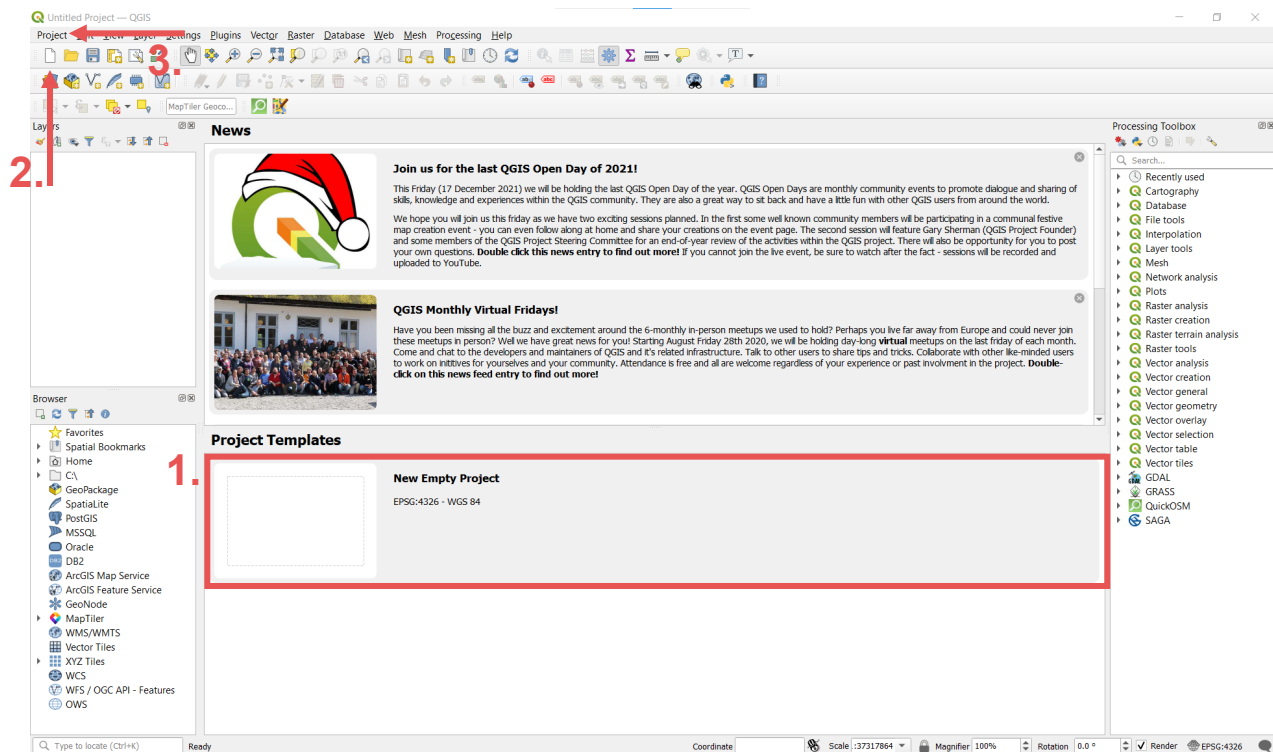 Untitled Project — QGIS
Project Edit View Layer Settings Plugins Vector Raster Database Web Mesh Processing Help
3.
MapTiler Geoco...
2.
Layers
News
Join us for the last QGIS Open Day of 2021!
This Friday (17 December 2021) we will be holding the last QGIS Open Day of the year. QGIS Open Days are monthly community events to promote dialogue and sharing of
skills, knowledge and experiences within the QGIS community. They are also a great way to sit back and have a little fun with other QGIS users from around the world.
We hope you will join us this friday as we have two exciting sessions planned. In the first some well known community members will be participating in a communal festive
map creation event - you can even follow along at home and share your creations on the event page. The second session will feature Gary Sherman (QGIS Project Founder)
and some members of the QGIS Project Steering Committee for an end-of-year review of the activities within the QGIS project. There will also be opportunity for you to post
your own questions. Double click this news entry to find out more! If you cannot join the live event, be sure to watch after the fact - sessions will be recorded and
uploaded to YouTube.
QGIS Monthly Virtual Fridays!
Have you been missing all the buzz and excitement around the 6-monthly in-person meetups we used to hold? Perhaps you live far away from Europe and could never join
these meetups in person? Well we have great news for you! Starting August Friday 28th 2020, we will be holding day-long virtual meetups on the last friday of each month.
Come and chat to the developers and maintainers of QGIS and it's related infrastructure. Talk to other users to share tips and tricks. Collaborate with other like-minded users
to work on inititives for yourselves and your community. Attendance is free and all are welcome regardless of your experience or past involvment in the project. Double-
click on this news feed entry to find out more!
Browser
Favorites
Spatial Bookmarks
Home
C:\
GeoPackage
SpatiaLite
PostGIS
MSSQL
Oracle
DB2
ArcGIS Map Service
ArcGIS Feature Service
GeoNode
MapTiler
WMS/WMTS
Vector Tiles
XYZ Tiles
WCS
WFS / OGC API - Features
OWS
Project Templates
1.
New Empty Project
EPSG:4326 - WGS 84
Processing Toolbox
Search...
Recently used
Cartography
Database
File tools
Interpolation
Layer tools
Mesh
Network analysis
Plots
Raster analysis
Raster creation
Raster terrain analysis
Raster tools
Vector analysis
Vector creation
Vector general
Vector geometry
Vector overlay
Vector selection
Vector table
Vector tiles
GDAL
GRASS
QuickOSM
SAGA
Type to locate (Ctrl+K) Ready Coordinate Scale :37317864 Magnifier 100% Rotation 0.0 ° Render EPSG:4326